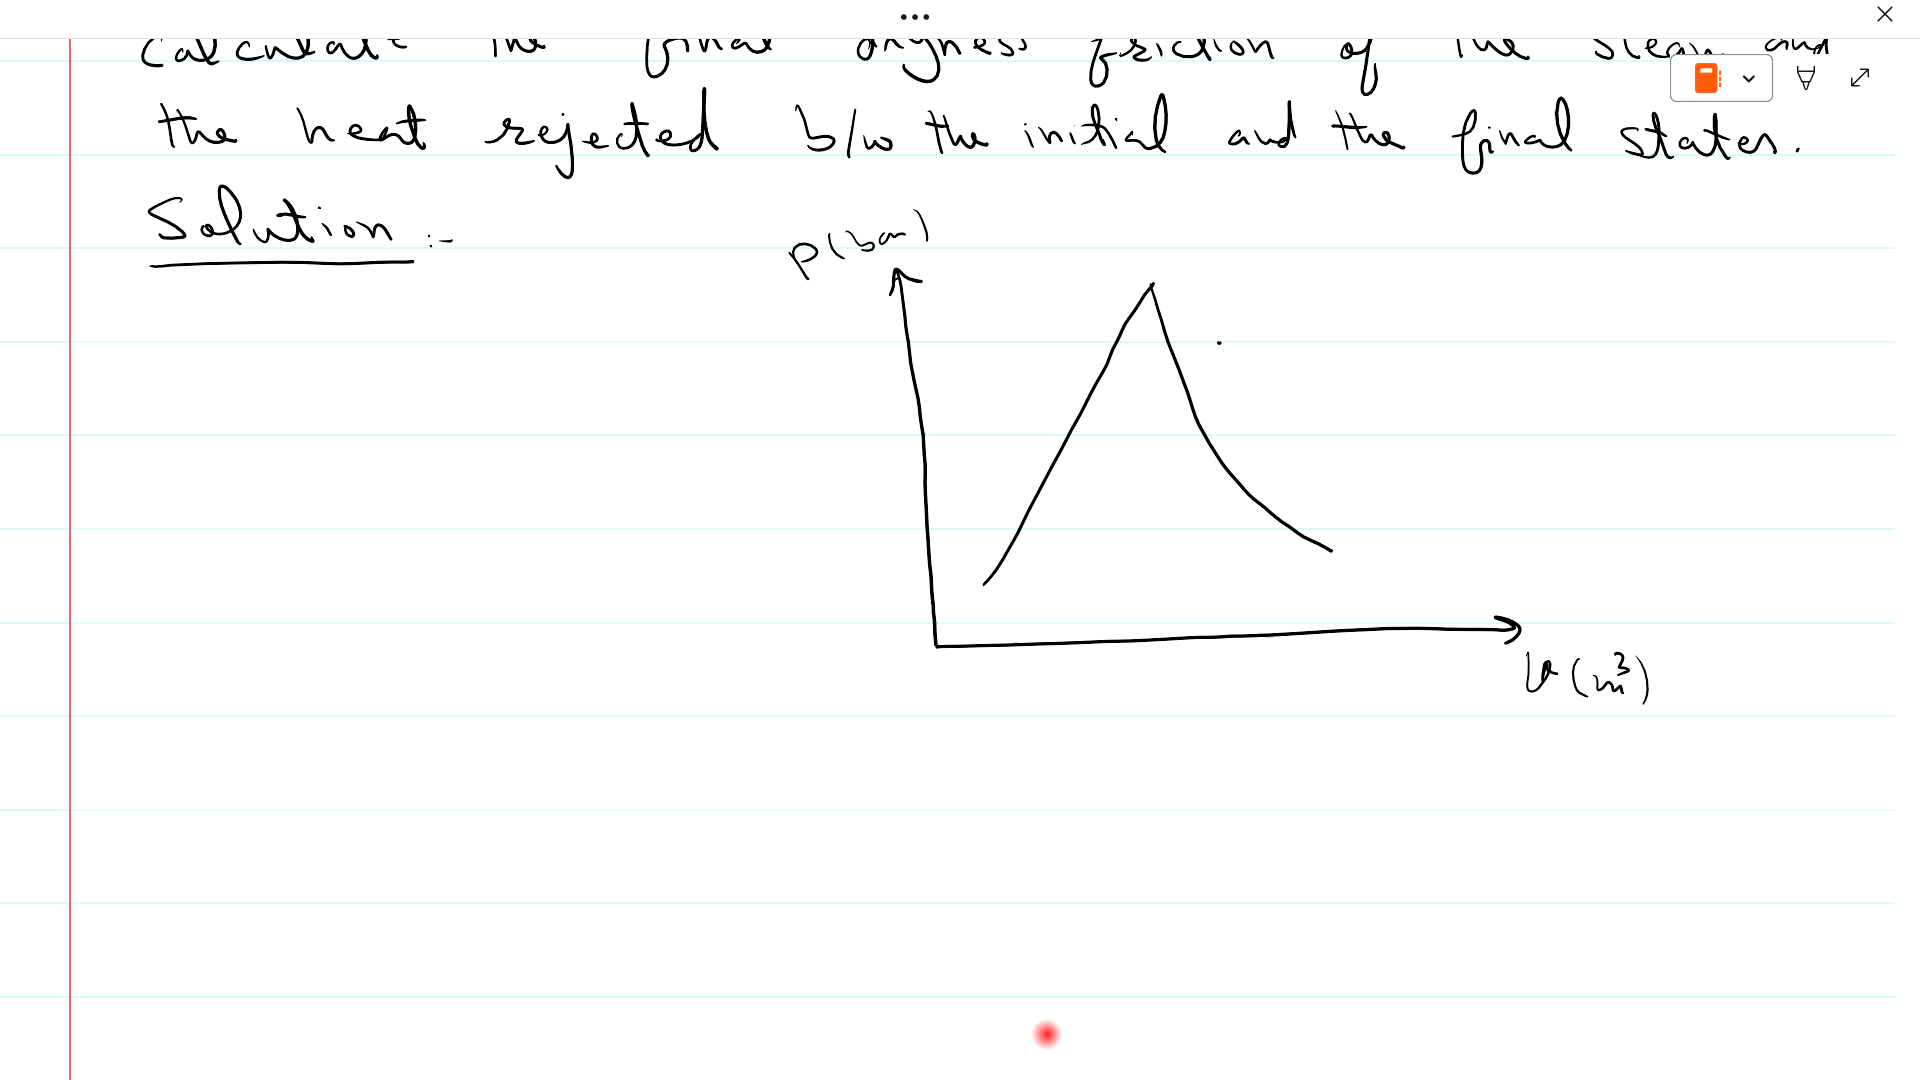 Calculate the final dryness friction of the steam and
the heat rejected b/w the initial and the final states.
Solution :-
P(bar)
V(m³)